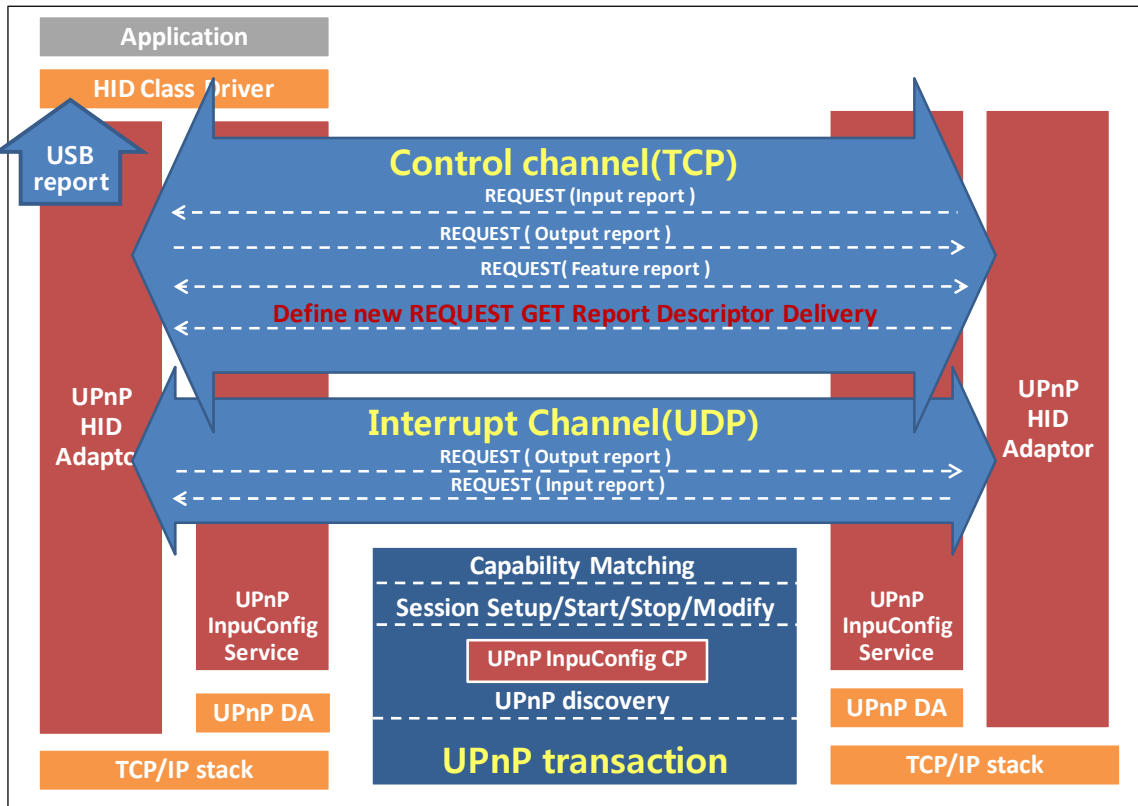 Application
HID Class Driver
USB
report
Control channel(TCP)
REQUEST (Input report )
REQUEST ( Output report )
REQUEST( Feature report )
Define new REQUEST GET Report Descriptor Delivery
UPnP
HID
Adaptor
UPnP
HID
Adaptor
Interrupt Channel(UDP)
REQUEST ( Output report )
REQUEST ( Input report )
UPnP
InpuConfig
Service
Capability Matching
Session Setup/Start/Stop/Modify
UPnP InpuConfig CP
UPnP discovery
UPnP transaction
UPnP
InpuConfig
Service
UPnP DA
UPnP DA
TCP/IP stack
TCP/IP stack